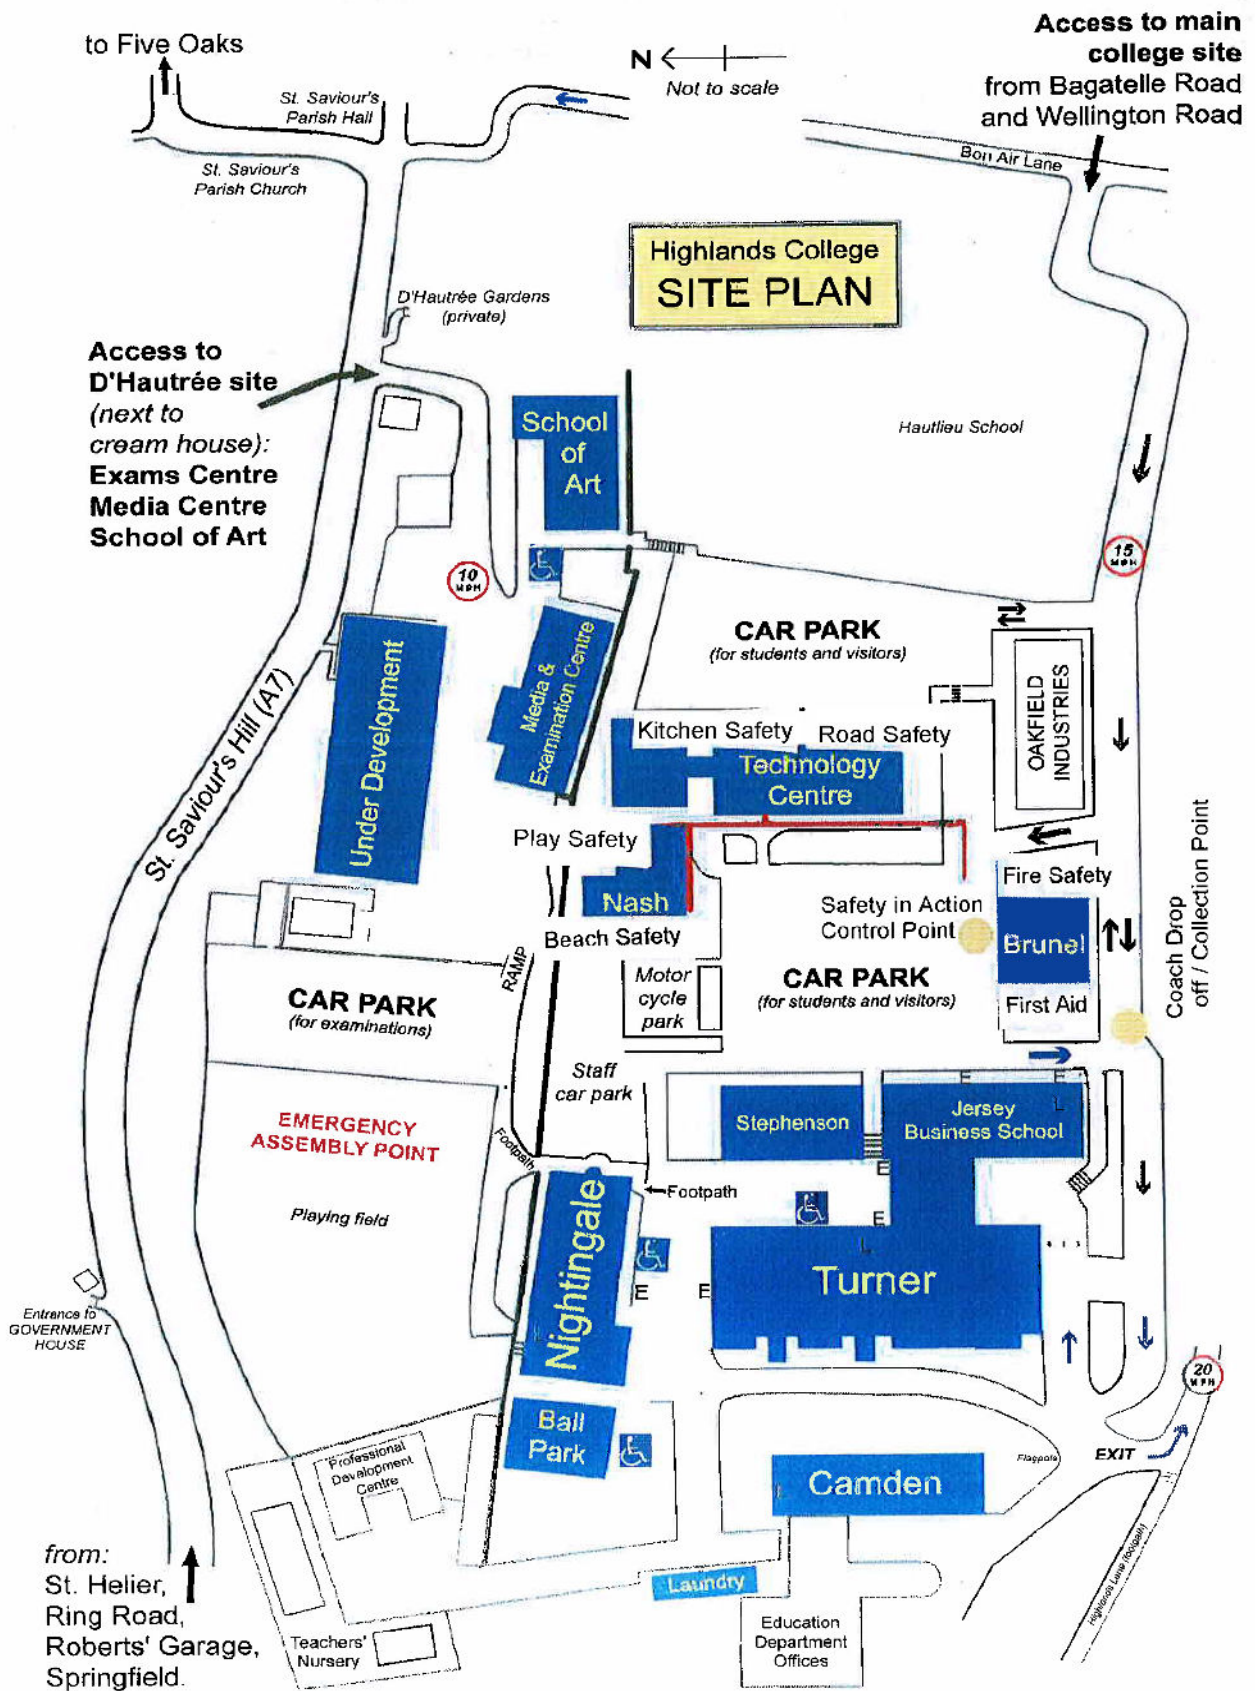 to Five Oaks
St. Saviour's
Parish Hall
St. Saviour's
Parish Church
N
Not to scale
Access to main
college site
from Bagatelle Road
and Wellington Road
Bon Air Lane
Highlands College
SITE PLAN
D'Hautrée Gardens
(private)
Access to
D'Hautrée site
(next to
cream house):
Exams Centre
Media Centre
School of Art
School
of
Art
Hautlieu School
10
MPH
15
MPH
CAR PARK
(for students and visitors)
OAKFIELD
INDUSTRIES
Under Development
Media &
Examination Centre
St. Saviour's Hill (A7)
Kitchen Safety
Road Safety
Technology
Centre
Play Safety
Nash
Beach Safety
Fire Safety
Safety in Action
Control Point
Brunel
First Aid
Coach Drop
off / Collection Point
RAMP
Motor
cycle
park
CAR PARK
(for students and visitors)
CAR PARK
(for examinations)
Staff
car park
E
E
L
Stephenson
Jersey
Business School
EMERGENCY
ASSEMBLY POINT
Footpath
E
Footpath
Playing field
Nightingale
L
E
L
E
E
Turner
Entrance to
GOVERNMENT
HOUSE
20
MPH
Ball
Park
Professional
Development
Centre
Flagpole
EXIT
Camden
Highlands Lane (footpath)
from:
St. Helier,
Ring Road,
Roberts' Garage,
Springfield.
Laundry
Teachers'
Nursery
Education
Department
Offices